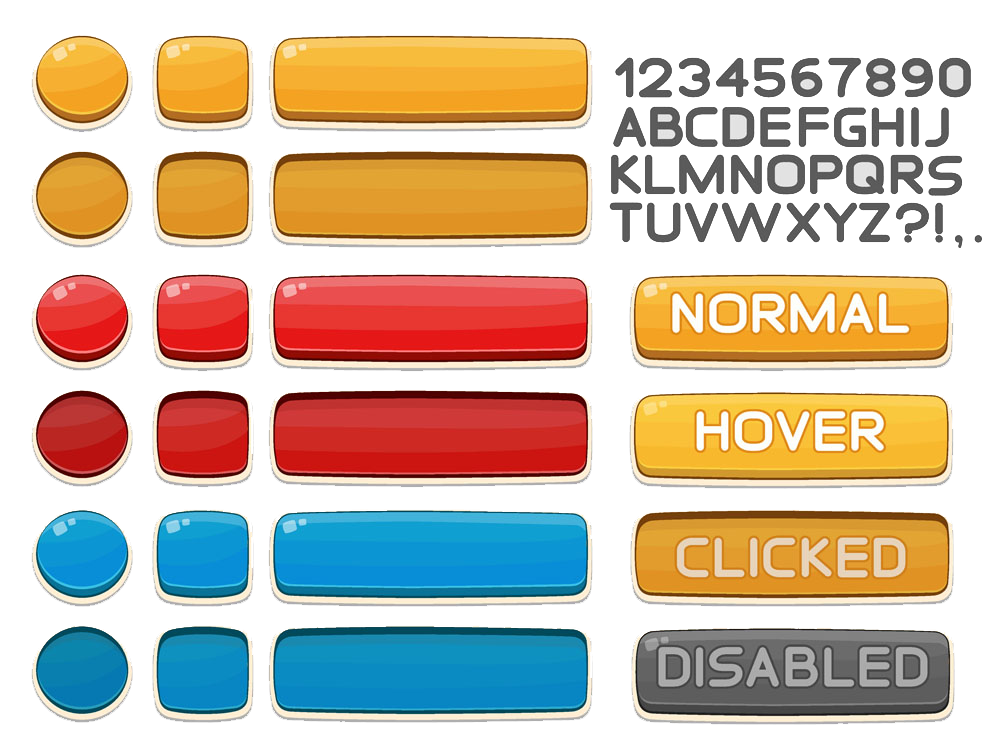 1234567890
ABCDEFGHIJ
KLMNOPQRS
TUVWXYZ?!,.
NORMAL
HOVER
CLICKED
DISABLED